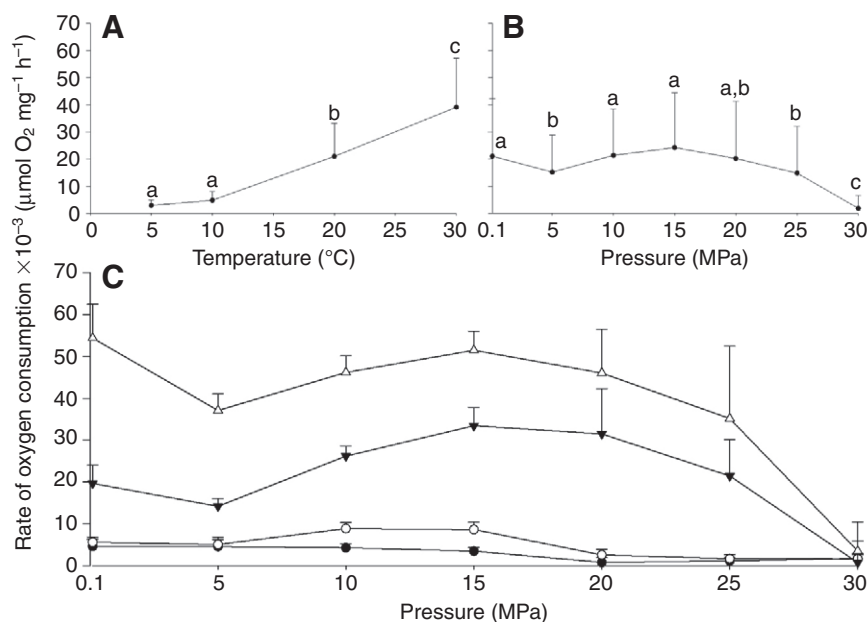 A
B
70
60
50
40
30
20
10
0
a
a
b
c
a
b
a
a
a,b
b
c
0 5 10 15 20 25 30
0.1 5 10 15 20 25 30
Temperature (°C)
Pressure (MPa)
Rate of oxygen consumption ×10⁻³ (μmol O₂ mg⁻¹ h⁻¹)
C
70
60
50
40
30
20
10
0
0.1 5 10 15 20 25 30
Pressure (MPa)